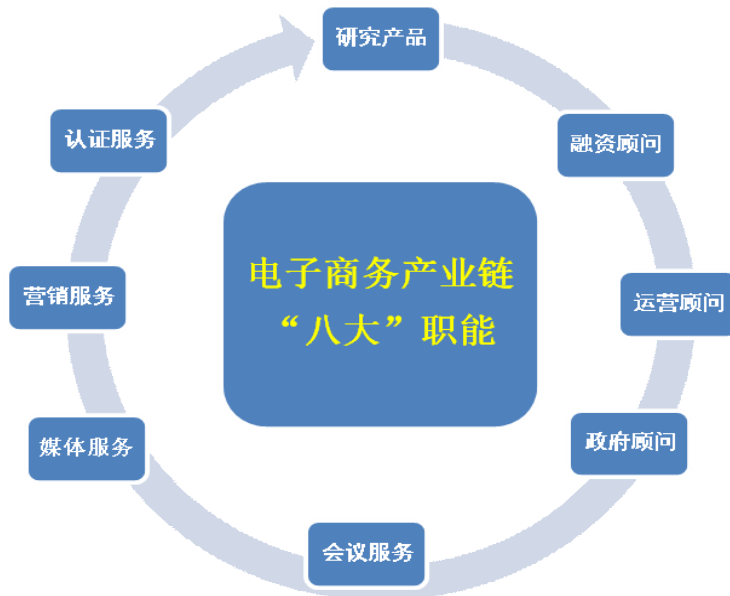 研究产品
融资顾问
运营顾问
政府顾问
会议服务
媒体服务
营销服务
认证服务
电子商务产业链
“八大”职能